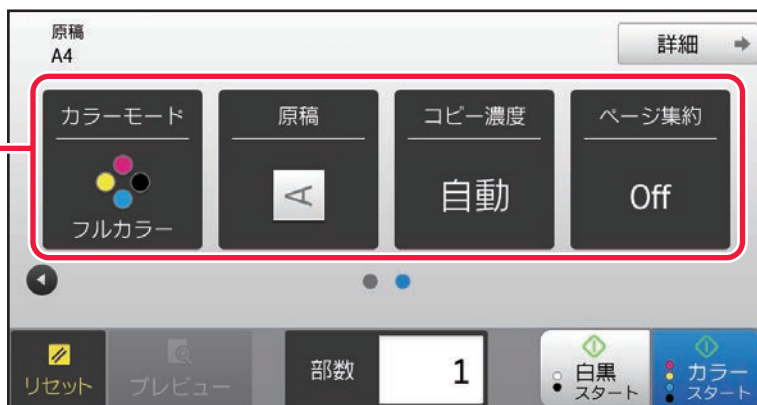 原稿
A4
詳細
カラーモード
フルカラー
原稿
A
コピー濃度
自動
ページ集約
Off
リセット
プレビュー
部数
1
白黒
スタート
カラー
スタート